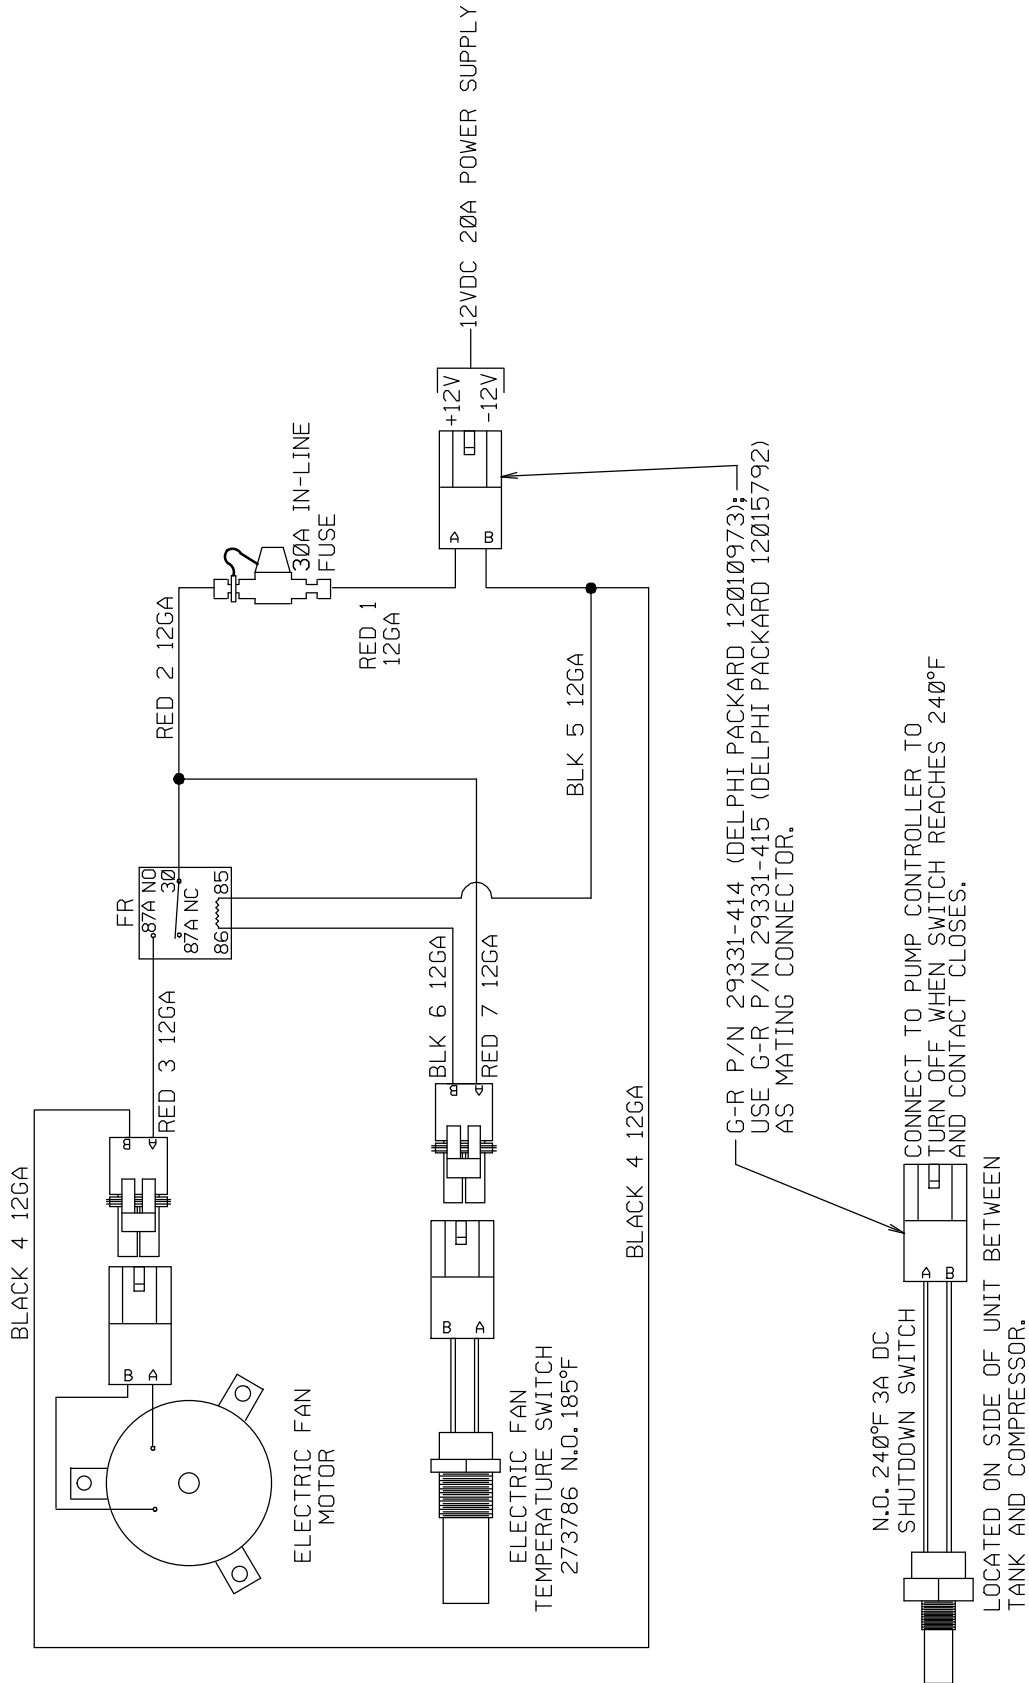 BLACK 4 12GA
ELECTRIC FAN
MOTOR
B
A
B
A
RED 3 12GA
FR
87A NO
30
87A NC
86
85
RED 2 12GA
30A IN-LINE
FUSE
RED 1
12GA
A
B
+12V
-12V
12VDC 20A POWER SUPPLY
ELECTRIC FAN
TEMPERATURE SWITCH
273786 N.O. 185°F
B
A
B
A
BLK 6 12GA
RED 7 12GA
BLK 5 12GA
BLACK 4 12GA
G-R P/N 29331-414 (DELPHI PACKARD 12010973);
USE G-R P/N 29331-415 (DELPHI PACKARD 12015792)
AS MATING CONNECTOR.
N.O. 240°F 3A DC
SHUTDOWN SWITCH
A
B
CONNECT TO PUMP CONTROLLER TO
TURN OFF WHEN SWITCH REACHES 240°F
AND CONTACT CLOSES.
LOCATED ON SIDE OF UNIT BETWEEN
TANK AND COMPRESSOR.